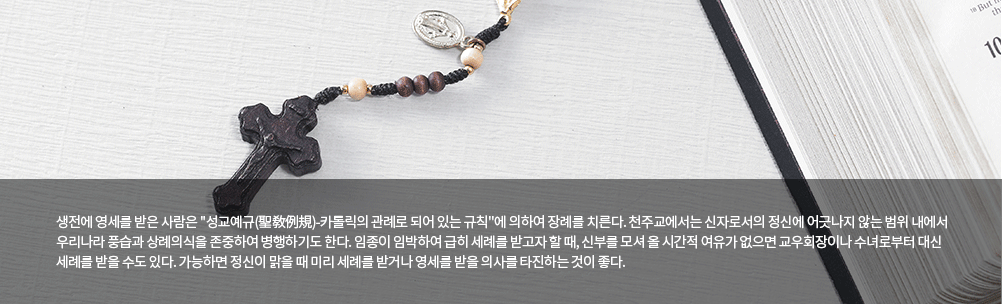 18 "But
th
10
생전에 영세를 받은 사람은 "성교예규(聖敎例規)-카톨릭의 관례로 되어 있는 규칙"에 의하여 장례를 치른다. 천주교에서는 신자로서의 정신에 어긋나지 않는 범위 내에서
우리나라 풍습과 상례의식을 존중하여 병행하기도 한다. 임종이 임박하여 급히 세례를 받고자 할 때, 신부를 모셔 올 시간적 여유가 없으면 교우회장이나 수녀로부터 대신
세례를 받을 수도 있다. 가능하면 정신이 맑을 때 미리 세례를 받거나 영세를 받을 의사를 타진하는 것이 좋다.